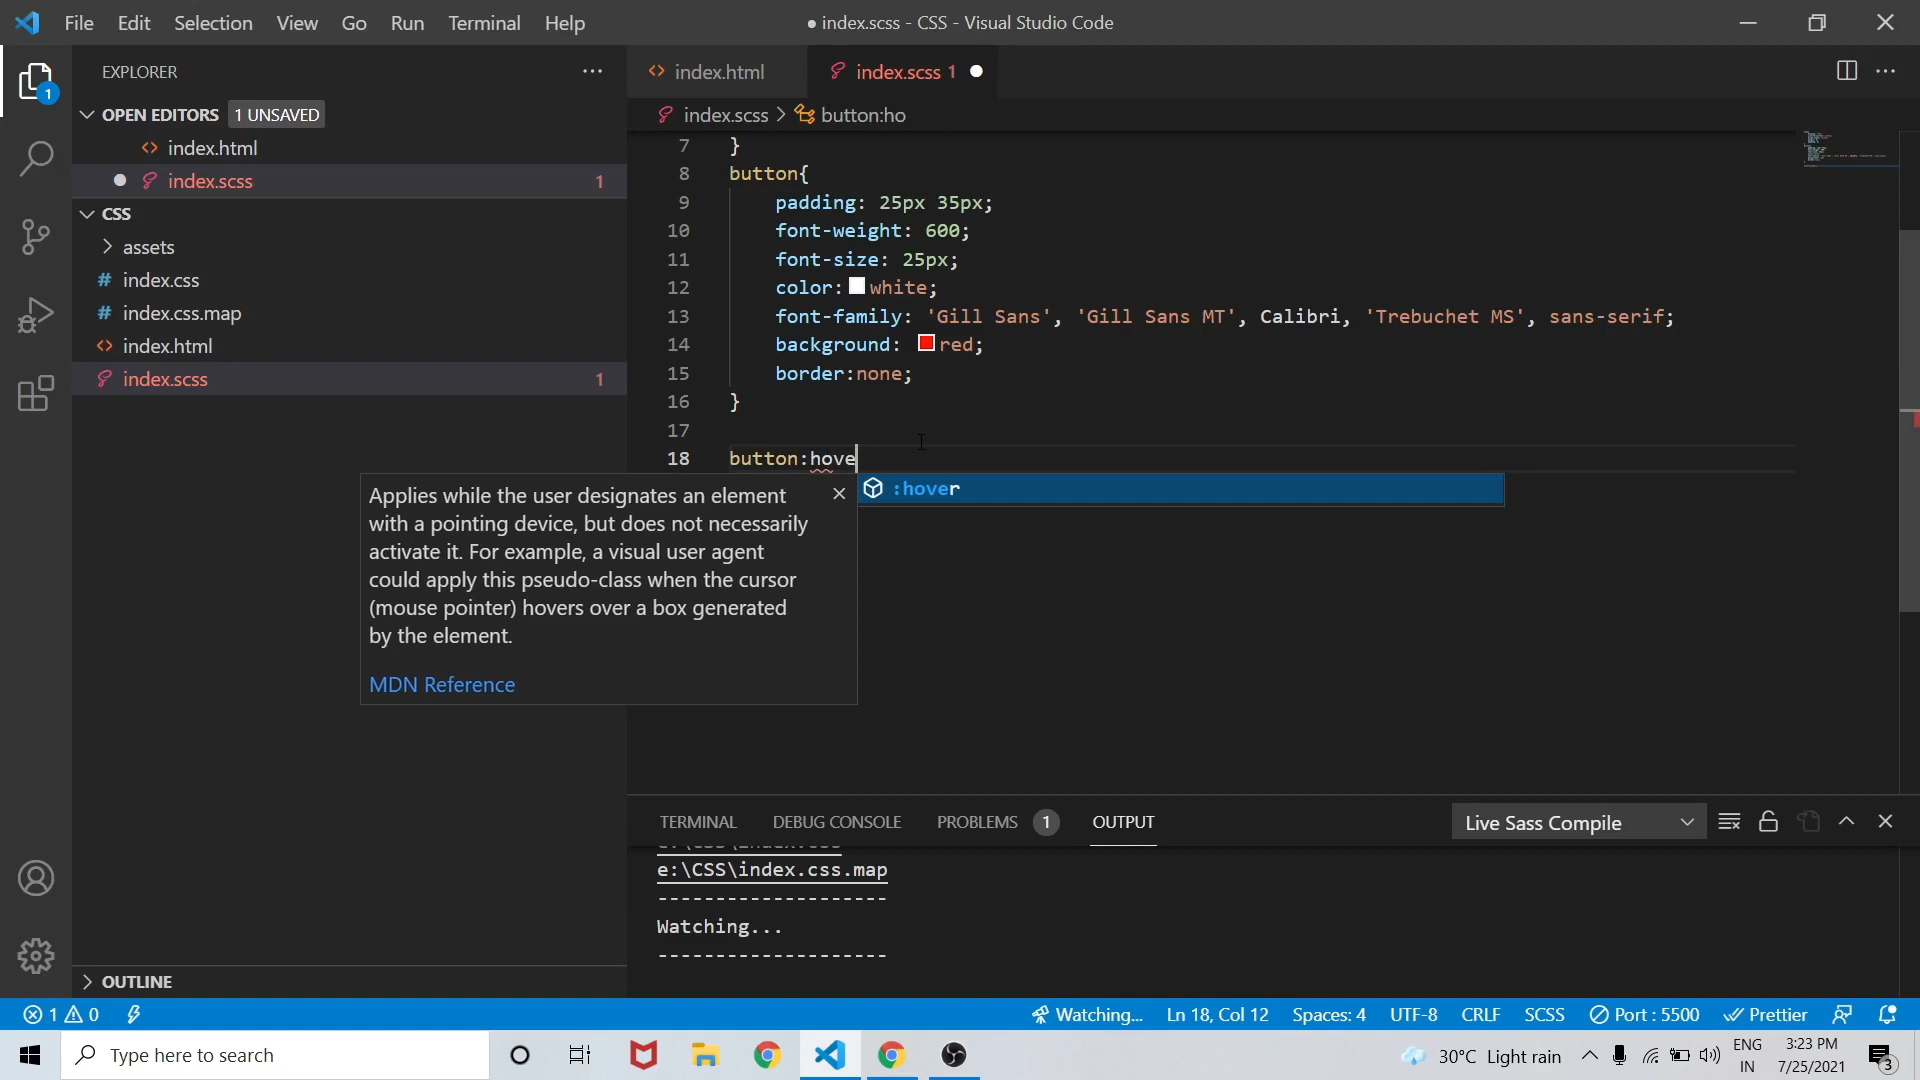 File Edit Selection View Go Run Terminal Help
● index.scss - CSS - Visual Studio Code
EXPLORER
OPEN EDITORS 1 UNSAVED
index.html
index.scss 1
CSS
assets
index.css
index.css.map
index.html
index.scss 1
OUTLINE
index.html index.scss 1
index.scss > button:ho
7 }
8 button{
9 padding: 25px 35px;
10 font-weight: 600;
11 font-size: 25px;
12 color: white;
13 font-family: 'Gill Sans', 'Gill Sans MT', Calibri, 'Trebuchet MS', sans-serif;
14 background: red;
15 border:none;
16 }
17
18 button:hove
:hover
Applies while the user designates an element
with a pointing device, but does not necessarily
activate it. For example, a visual user agent
could apply this pseudo-class when the cursor
(mouse pointer) hovers over a box generated
by the element.
MDN Reference
TERMINAL DEBUG CONSOLE PROBLEMS 1 OUTPUT Live Sass Compile
e:\CSS\index.css
e:\CSS\index.css.map
--------------------
Watching...
--------------------
1 0 Watching... Ln 18, Col 12 Spaces: 4 UTF-8 CRLF SCSS Port : 5500 Prettier
Type here to search
30°C Light rain
ENG
IN
3:23 PM
7/25/2021
3